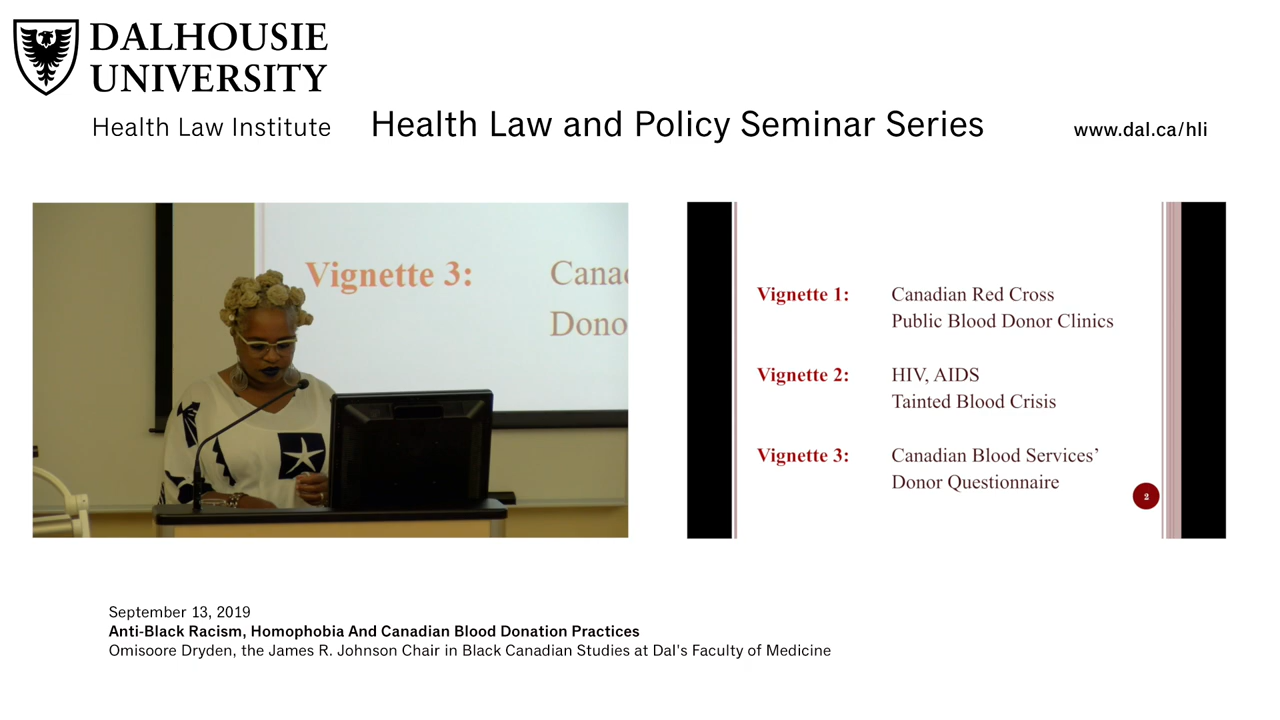 DALHOUSIE
UNIVERSITY
Health Law Institute
Health Law and Policy Seminar Series
www.dal.ca/hli
Vignette 3:
Cana
Dono
Vignette 1:
Canadian Red Cross
Public Blood Donor Clinics
Vignette 2:
HIV, AIDS
Tainted Blood Crisis
Vignette 3:
Canadian Blood Services’
Donor Questionnaire
2
September 13, 2019
Anti-Black Racism, Homophobia And Canadian Blood Donation Practices
Omisoore Dryden, the James R. Johnson Chair in Black Canadian Studies at Dal's Faculty of Medicine